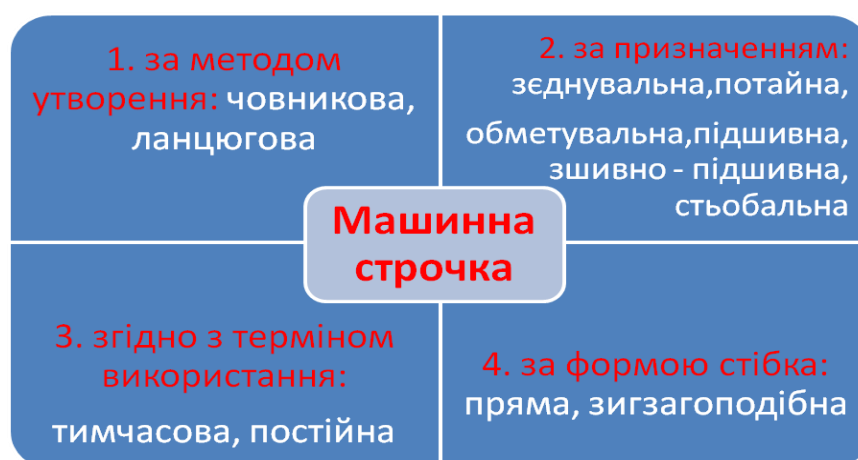 1. за методом
утворення: човникова,
ланцюгова
2. за призначенням:
зєднувальна,потайна,
обметувальна,підшивна,
зшивно - підшивна,
стьобальна
Машинна
строчка
3. згідно з терміном
використання:
тимчасова, постійна
4. за формою стібка:
пряма, зигзагоподібна